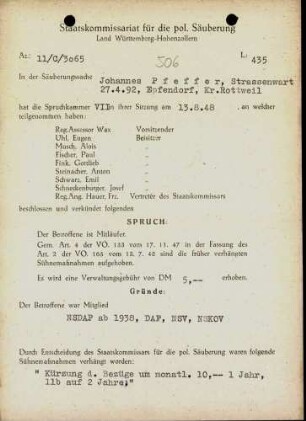 Staatskommissariat für die pol. Säuberung
Land Württemberg-Hohenzollern
Az: 11/C/3065
506
L: 435
In der Säuberungssache Johannes Pfeffer, Strassenwart
27.4.92, Epfendorf, Kr.Rottweil
hat die Spruchkammer VII in ihrer Sitzung am 13.8.48 , an welcher
teilgenommen haben:
Reg.Assessor Wax Vorsitzender
Uhl, Eugen Beisitzer
Musch, Alois "
Fischer, Paul "
Fink, Gottlieb "
Steinacher, Anton "
Schwarz, Emil "
Schneckenburger, Josef "
Reg.Ang. Hauer, Frz. Vertreter des Staatskommissars
beschlossen und verkündet folgenden
SPRUCH.
Der Betroffene ist Mitläufer.
Gem. Art. 4 der VO. 133 vom 17. 11. 47 in der Fassung des
Art. 2 der VO. 165 vom 13. 7. 48 sind die früher verhängten
Sühnemaßnahmen aufgehoben.
Es wird eine Verwaltungsgebühr von DM 5,-- erhoben.
Gründe:
Der Betroffene war Mitglied
NSDAP ab 1938, DAF, NSV, NSKOV
Durch Entscheidung des Staatskommissars für die pol. Säuberung waren folgende
Sühnemaßnahmen verhängt worden:
"Kürzung d. Bezüge um monatl. 10,-- 1 Jahr,
11b auf 2 Jahre,"